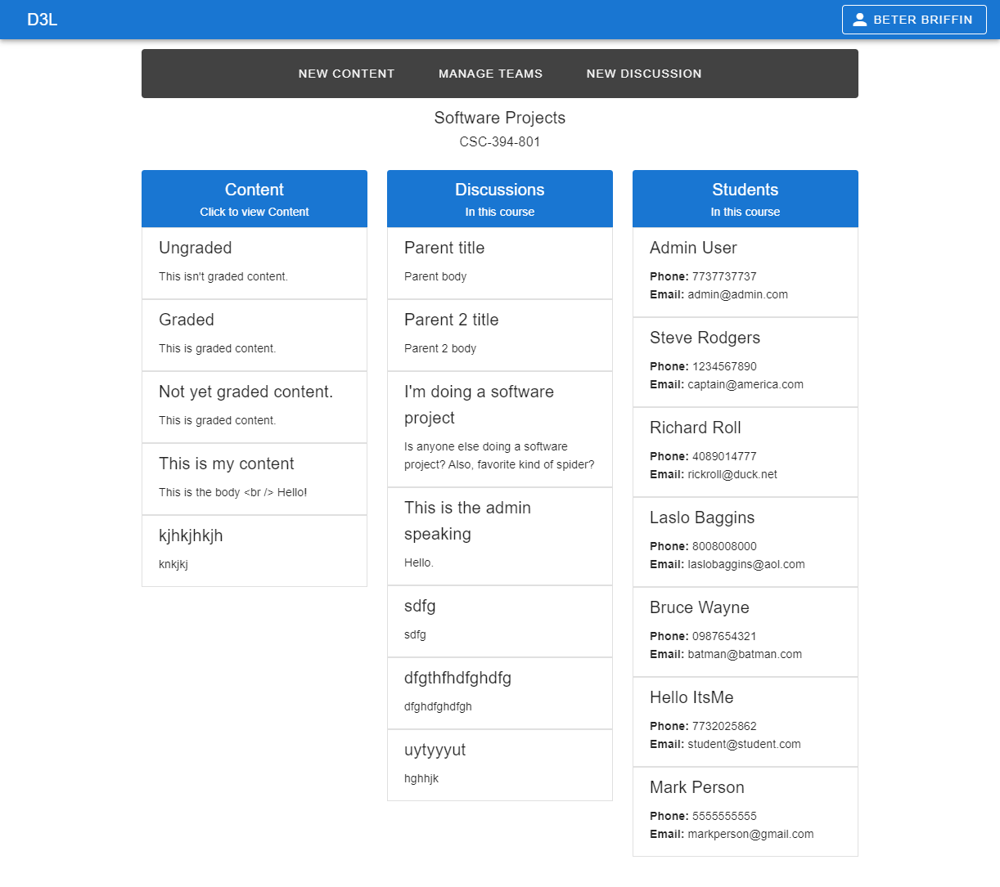 D3L
BETER BRIFFIN
NEW CONTENT MANAGE TEAMS NEW DISCUSSION
Software Projects
CSC-394-801
Content
Click to view Content
Ungraded
This isn't graded content.
Graded
This is graded content.
Not yet graded content.
This is graded content.
This is my content
This is the body <br /> Hello!
kjhkjhkjh
knkjkj
Discussions
In this course
Parent title
Parent body
Parent 2 title
Parent 2 body
I'm doing a software
project
Is anyone else doing a software
project? Also, favorite kind of spider?
This is the admin
speaking
Hello.
sdfg
sdfg
dfgthfhdfghdfg
dfghdfghdfgh
uytyyyut
hghhjk
Students
In this course
Admin User
Phone: 7737737737
Email: admin@admin.com
Steve Rodgers
Phone: 1234567890
Email: captain@america.com
Richard Roll
Phone: 4089014777
Email: rickroll@duck.net
Laslo Baggins
Phone: 8008008000
Email: laslobaggins@aol.com
Bruce Wayne
Phone: 0987654321
Email: batman@batman.com
Hello ItsMe
Phone: 7732025862
Email: student@student.com
Mark Person
Phone: 5555555555
Email: markperson@gmail.com